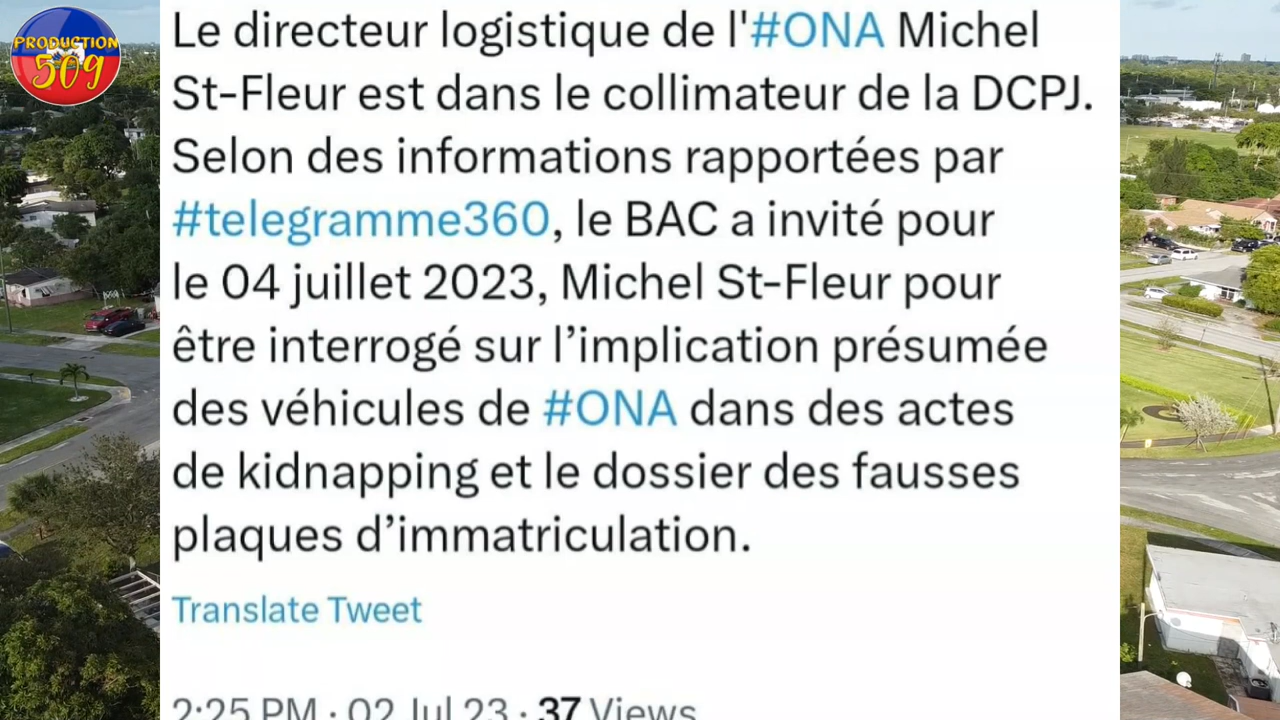 PRODUCTION
509
Le directeur logistique de l'#ONA Michel
St-Fleur est dans le collimateur de la DCPJ.
Selon des informations rapportées par
#telegramme360, le BAC a invité pour
le 04 juillet 2023, Michel St-Fleur pour
être interrogé sur l’implication présumée
des véhicules de #ONA dans des actes
de kidnapping et le dossier des fausses
plaques d’immatriculation.
Translate Tweet
2:25 PM · 02 Jul 23 · 37 Views